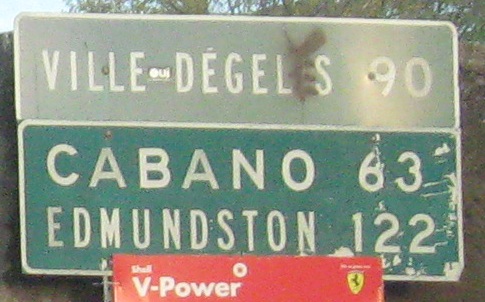 VILLE oui DÉGELIS 90
CABANO 63
EDMUNDSTON 122
Shell
V-Power